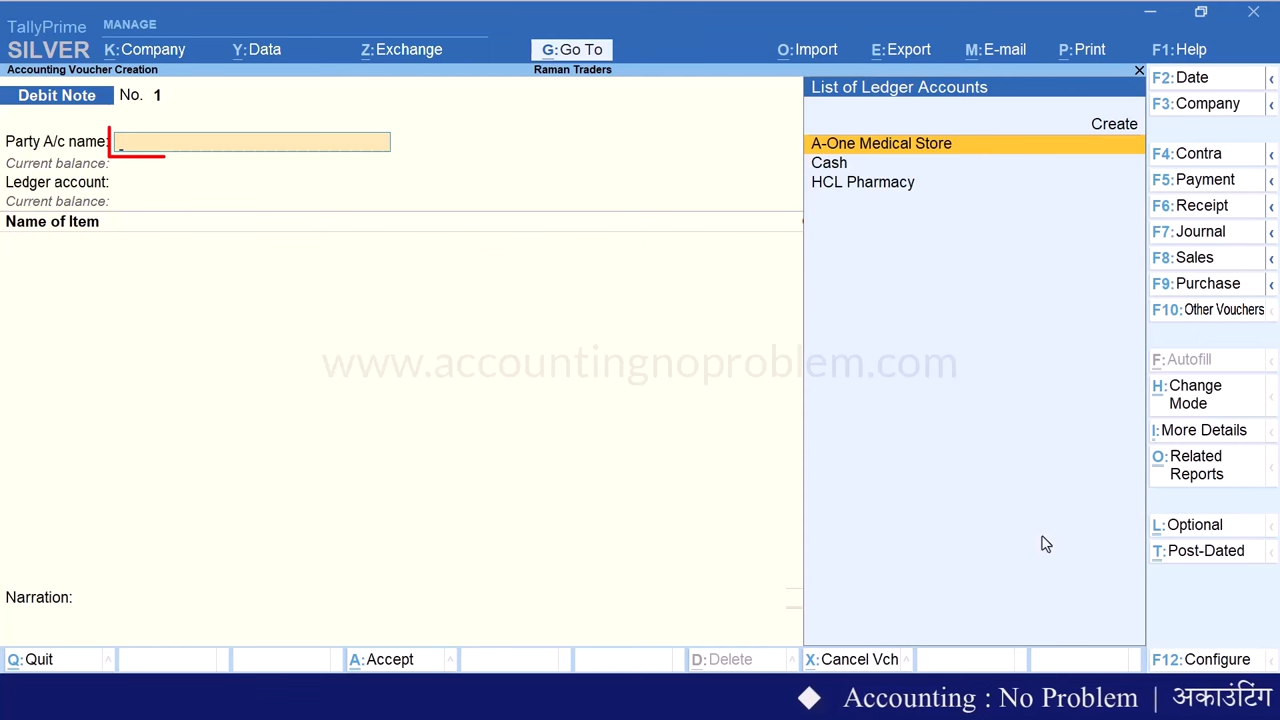 TallyPrime MANAGE
SILVER K:Company Y:Data Z:Exchange G:Go To O:Import E:Export M:E-mail P:Print F1:Help
Accounting Voucher Creation Raman Traders
Debit Note No. 1
Party A/c name:
Current balance:
Ledger account:
Current balance:
Name of Item
Narration:
List of Ledger Accounts
Create
A-One Medical Store
Cash
HCL Pharmacy
F2:Date
F3:Company
F4:Contra
F5:Payment
F6:Receipt
F7:Journal
F8:Sales
F9:Purchase
F10:Other Vouchers
F:Autofill
H:Change
Mode
I:More Details
O:Related
Reports
L:Optional
T:Post-Dated
www.accountingnoproblem.com
Q:Quit A:Accept D:Delete X:Cancel Vch F12:Configure
Accounting : No Problem | अकाउंटिंग